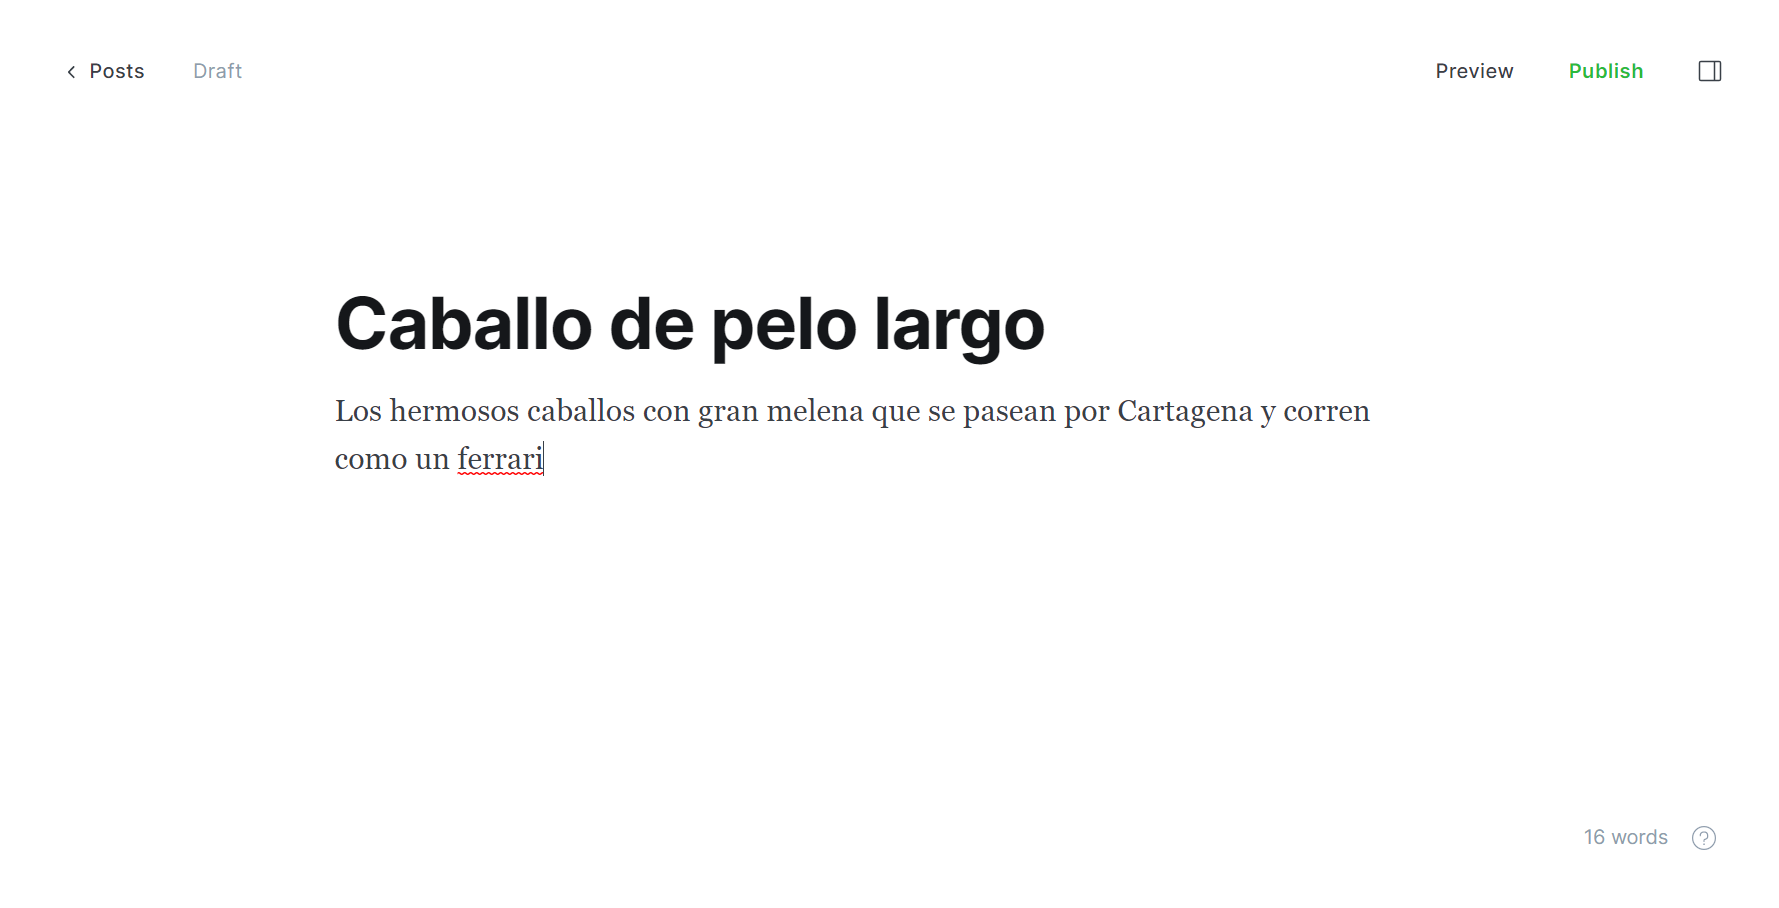 Posts
Draft
Preview
Publish
Caballo de pelo largo
Los hermosos caballos con gran melena que se pasean por Cartagena y corren
como un ferrari
16 words
?